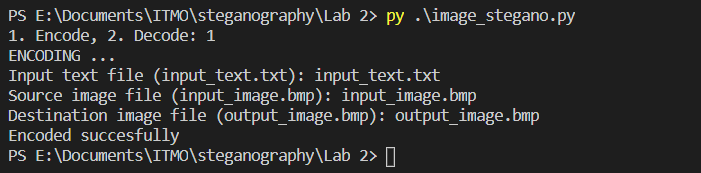 PS E:\Documents\ITMO\steganography\Lab 2> py .\image_stegano.py
1. Encode, 2. Decode: 1
ENCODING ...
Input text file (input_text.txt): input_text.txt
Source image file (input_image.bmp): input_image.bmp
Destination image file (output_image.bmp): output_image.bmp
Encoded succesfully
PS E:\Documents\ITMO\steganography\Lab 2>